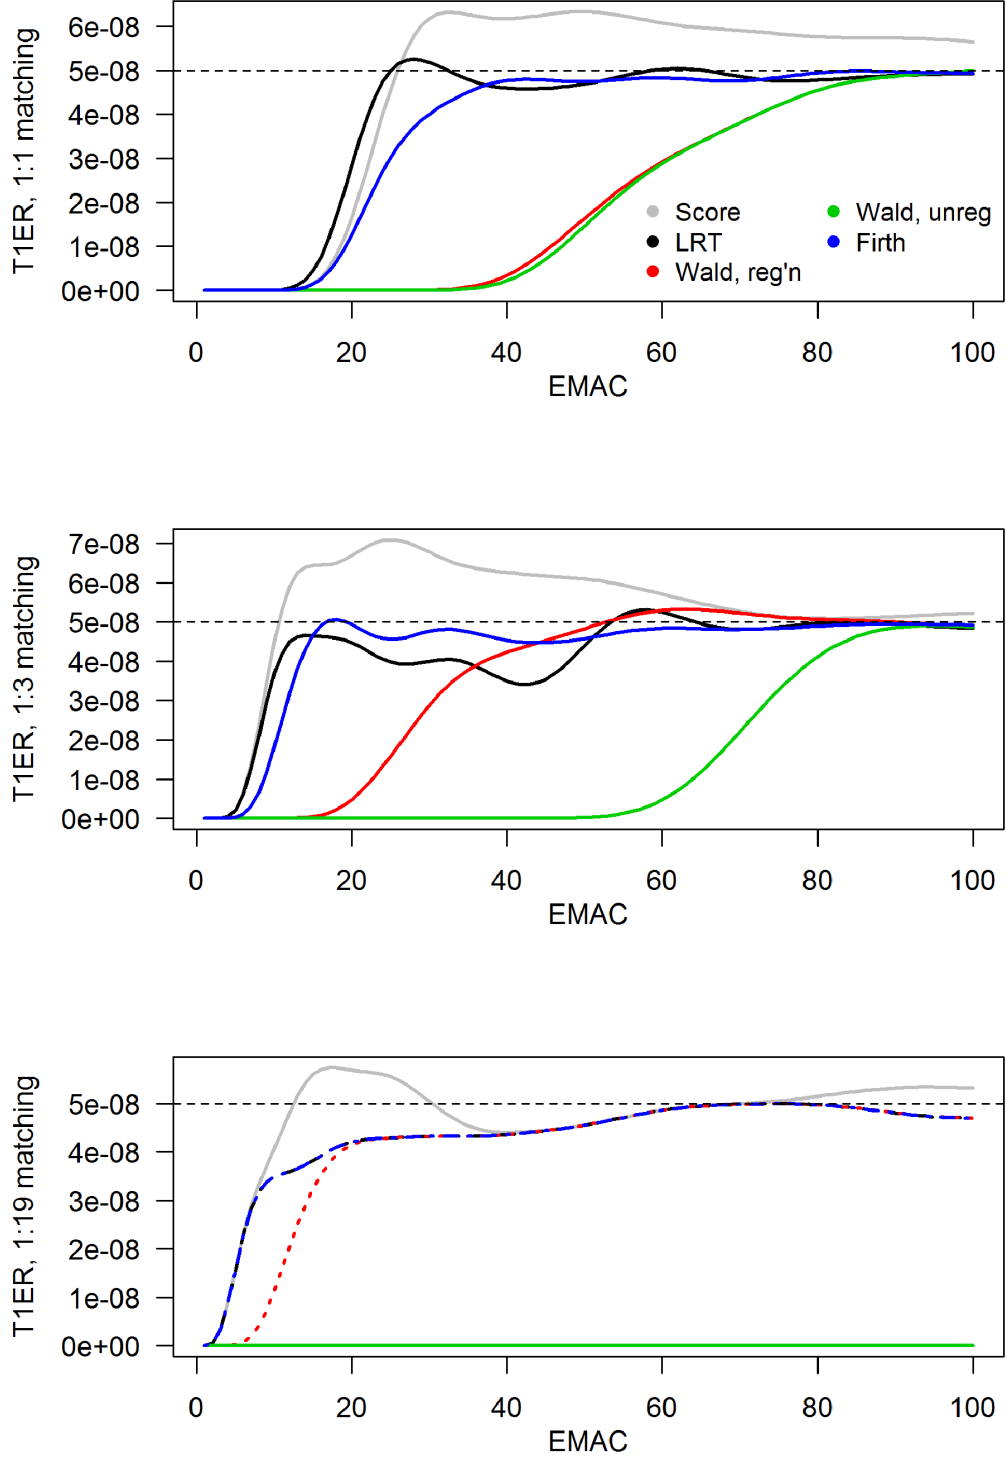 T1ER, 1:1 matching
6e-08
5e-08
4e-08
3e-08
2e-08
1e-08
0e+00
Score
LRT
Wald, reg'n
Wald, unreg
Firth
0 20 40 60 80 100
EMAC
T1ER, 1:3 matching
7e-08
6e-08
5e-08
4e-08
3e-08
2e-08
1e-08
0e+00
0 20 40 60 80 100
EMAC
T1ER, 1:19 matching
5e-08
4e-08
3e-08
2e-08
1e-08
0e+00
0 20 40 60 80 100
EMAC